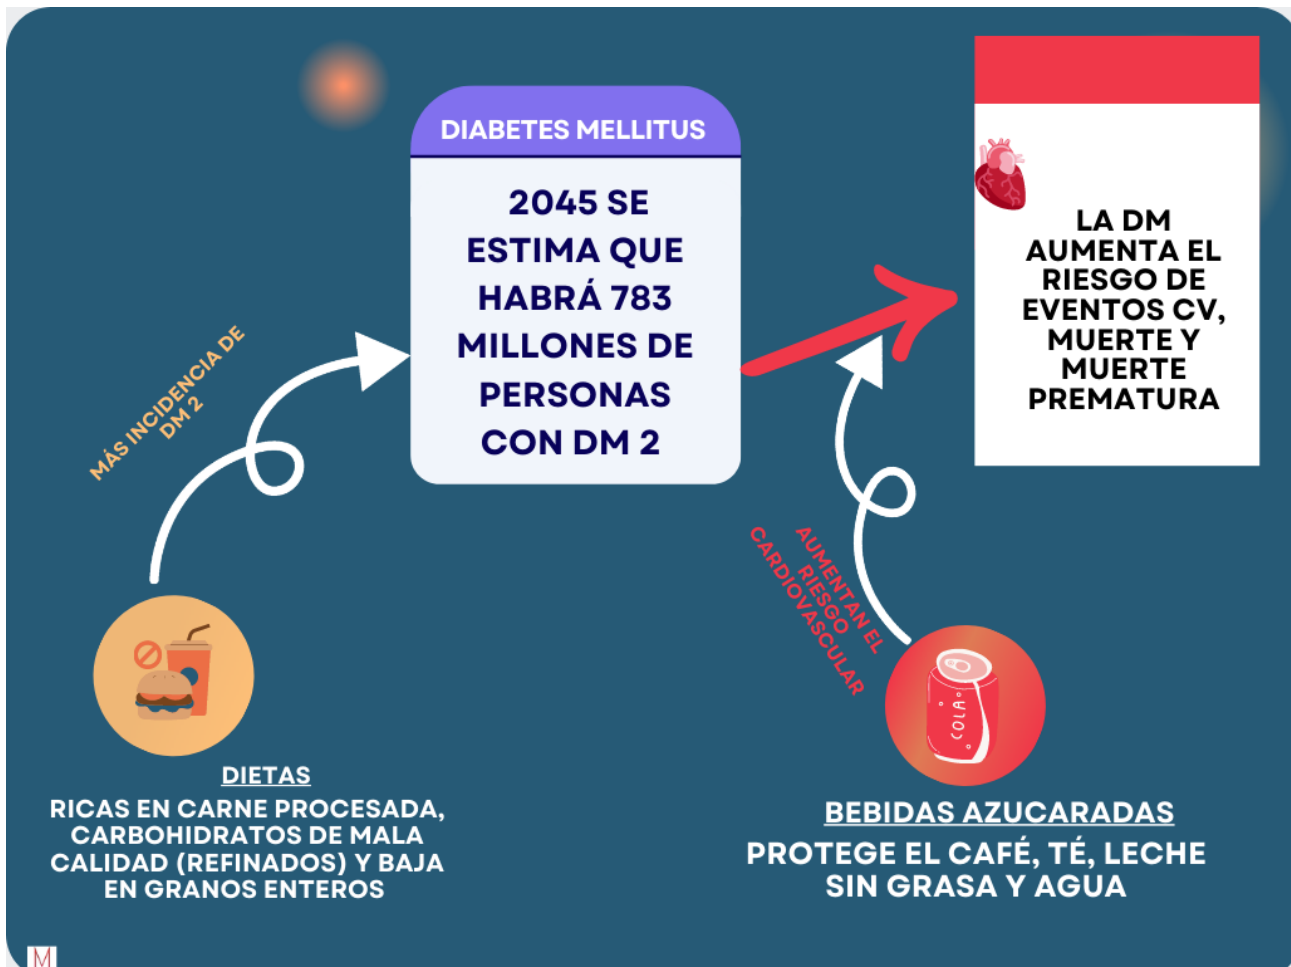 DIABETES MELLITUS
2045 SE
ESTIMA QUE
HABRÁ 783
MILLONES DE
PERSONAS
CON DM 2
LA DM
AUMENTA EL
RIESGO DE
EVENTOS CV,
MUERTE Y
MUERTE
PREMATURA
MÁS INCIDENCIA DE
DM 2
AUMENTAN EL
RIESGO
CARDIOVASCULAR
COLA
DIETAS
RICAS EN CARNE PROCESADA,
CARBOHIDRATOS DE MALA
CALIDAD (REFINADOS) Y BAJA
EN GRANOS ENTEROS
BEBIDAS AZUCARADAS
PROTEGE EL CAFÉ, TÉ, LECHE
SIN GRASA Y AGUA
M